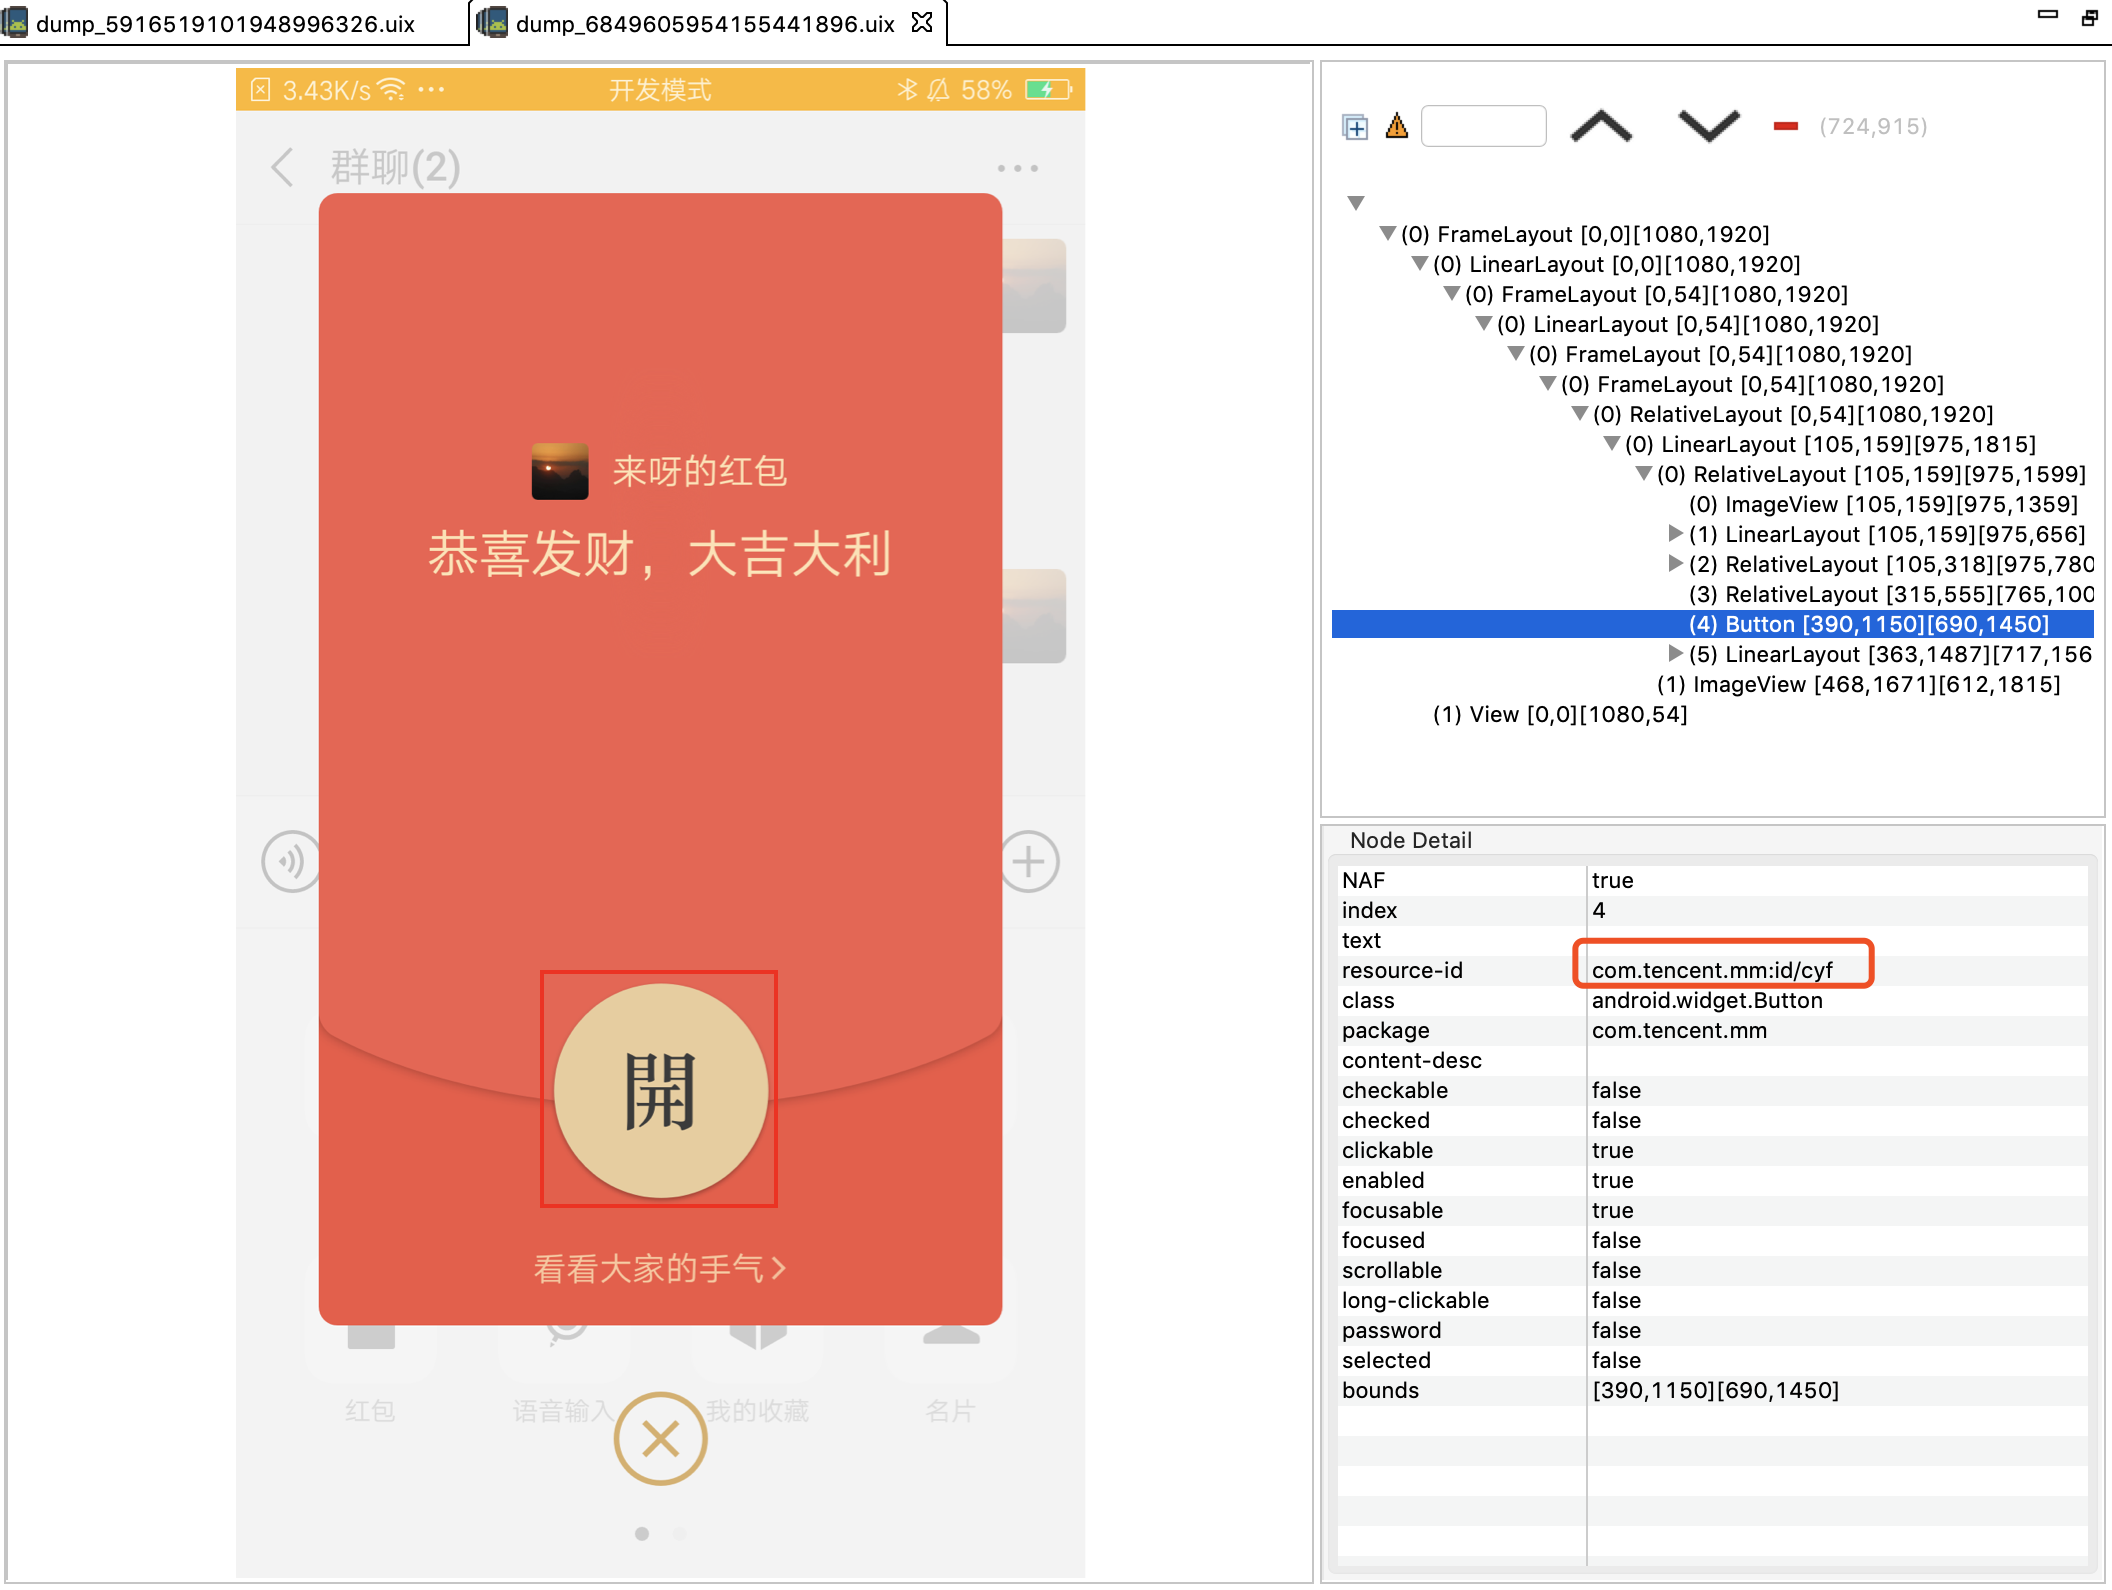 dump_5916519101948996326.uix
dump_6849605954155441896.uix
3.43K/s
开发模式
58%
群聊(2)
来呀的红包
恭喜发财，大吉大利
開
看看大家的手气
红包
语音输入
我的收藏
名片
(724,915)
(0) FrameLayout [0,0][1080,1920]
(0) LinearLayout [0,0][1080,1920]
(0) FrameLayout [0,54][1080,1920]
(0) LinearLayout [0,54][1080,1920]
(0) FrameLayout [0,54][1080,1920]
(0) FrameLayout [0,54][1080,1920]
(0) RelativeLayout [0,54][1080,1920]
(0) LinearLayout [105,159][975,1815]
(0) RelativeLayout [105,159][975,1599]
(0) ImageView [105,159][975,1359]
(1) LinearLayout [105,159][975,656]
(2) RelativeLayout [105,318][975,780
(3) RelativeLayout [315,555][765,100
(4) Button [390,1150][690,1450]
(5) LinearLayout [363,1487][717,156
(1) ImageView [468,1671][612,1815]
(1) View [0,0][1080,54]
Node Detail
NAF true
index 4
text
resource-id com.tencent.mm:id/cyf
class android.widget.Button
package com.tencent.mm
content-desc
checkable false
checked false
clickable true
enabled true
focusable true
focused false
scrollable false
long-clickable false
password false
selected false
bounds [390,1150][690,1450]